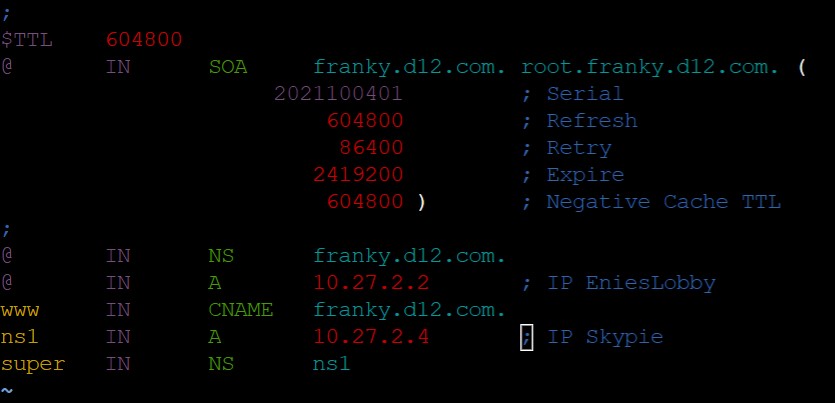 ;
$TTL    604800
@       IN      SOA     franky.d12.com. root.franky.d12.com. (
                     2021100401         ; Serial
                         604800         ; Refresh
                          86400         ; Retry
                        2419200         ; Expire
                         604800 )       ; Negative Cache TTL
;
@       IN      NS      franky.d12.com.
@       IN      A       10.27.2.2       ; IP EniesLobby
www     IN      CNAME   franky.d12.com.
ns1     IN      A       10.27.2.4       ; IP Skypie
super   IN      NS      ns1
~